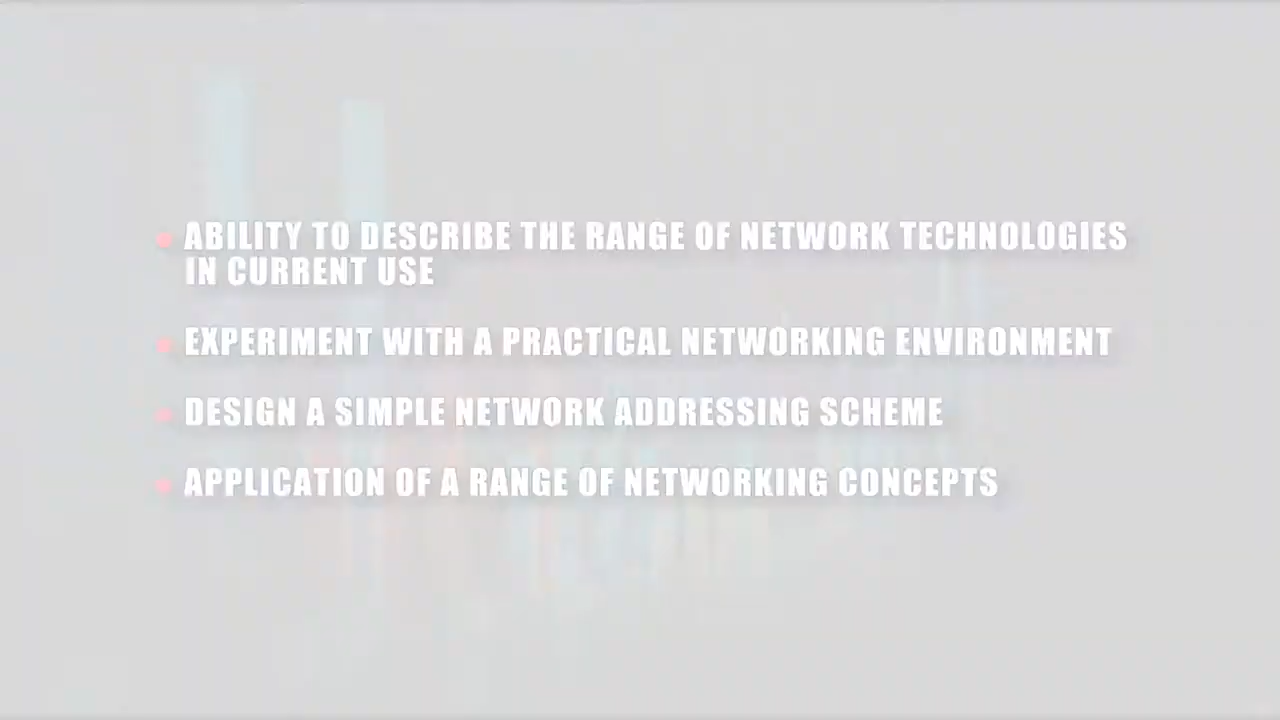 ABILITY TO DESCRIBE THE RANGE OF NETWORK TECHNOLOGIES
IN CURRENT USE
EXPERIMENT WITH A PRACTICAL NETWORKING ENVIRONMENT
DESIGN A SIMPLE NETWORK ADDRESSING SCHEME
APPLICATION OF A RANGE OF NETWORKING CONCEPTS